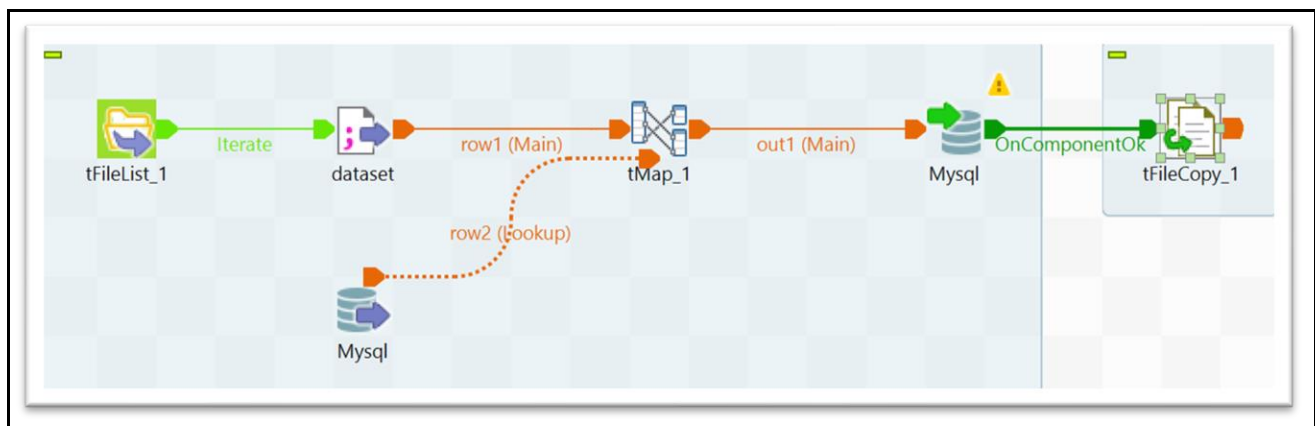 Iterate
row1 (Main)
out1 (Main)
OnComponentOk
tFileList_1
dataset
tMap_1
Mysql
tFileCopy_1
row2 (Lookup)
Mysql